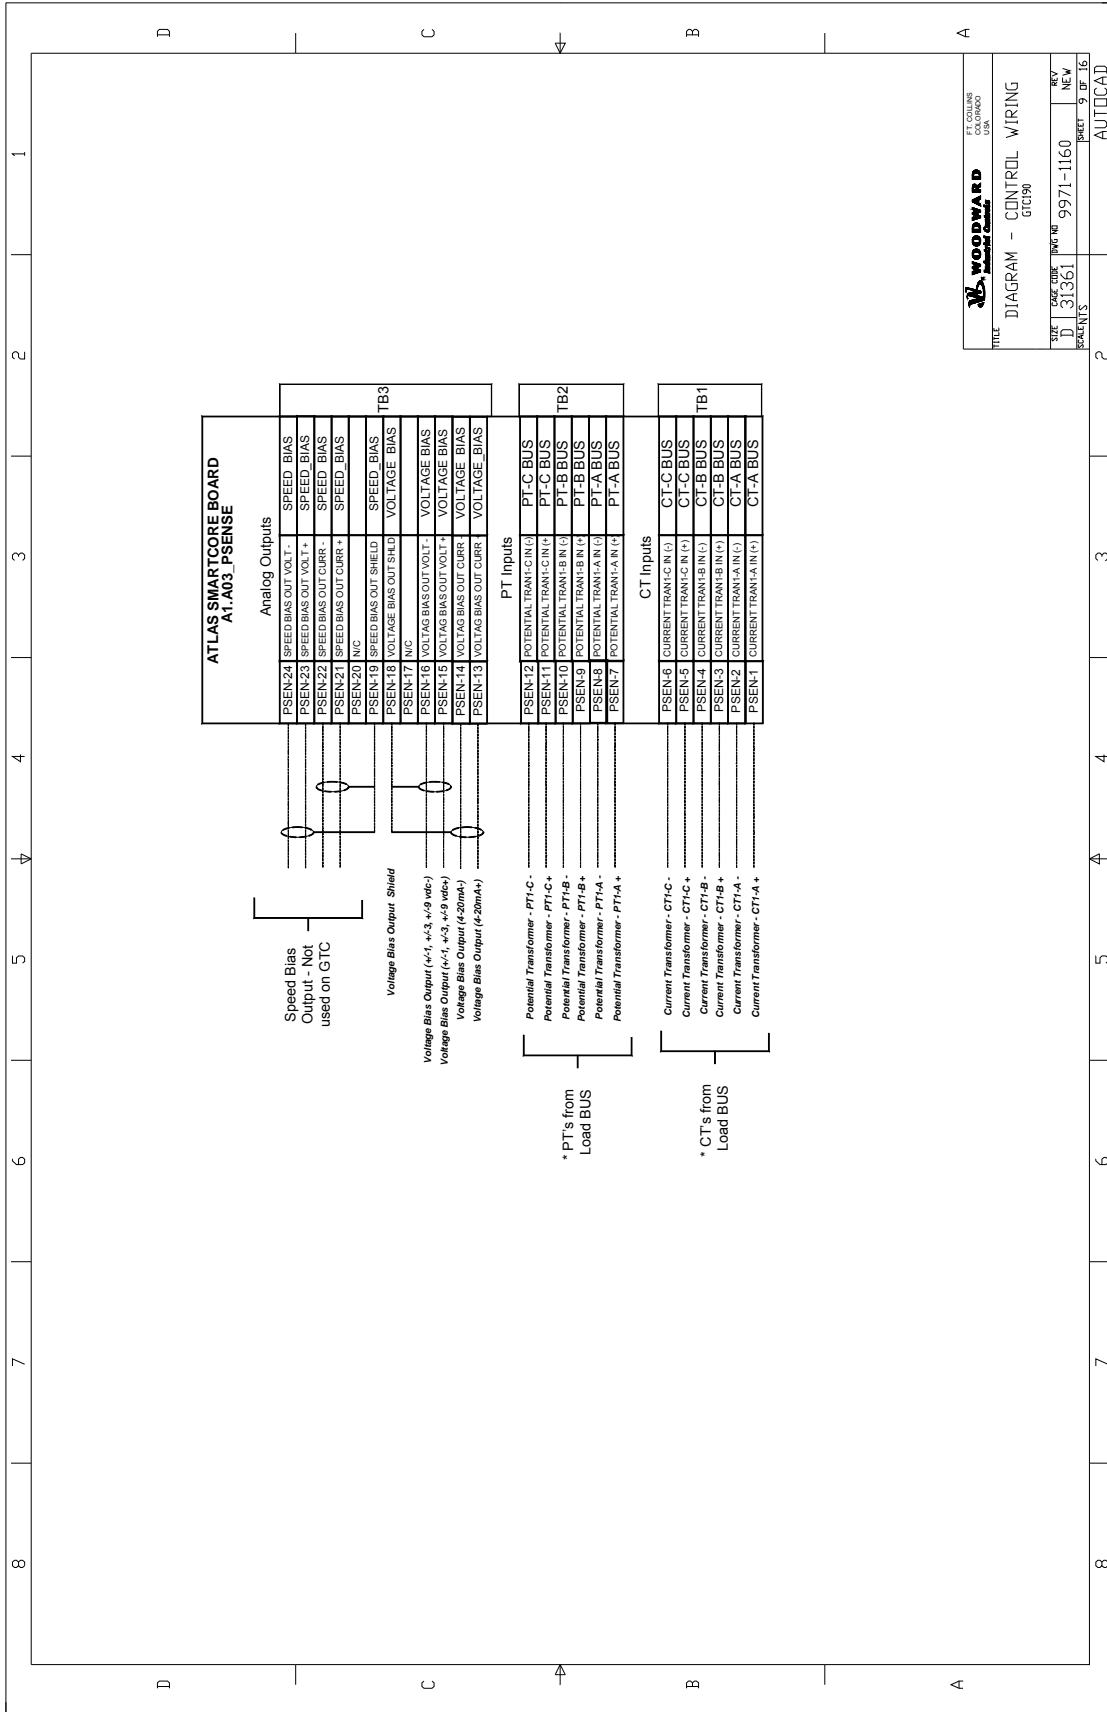 8
7
6
5
4
3
2
1
D
C
B
A
ATLAS SMARTCORE BOARD
A1.A03_PSENSE
Analog Outputs
PSEN-24 SPEED BIAS OUT VOLT - SPEED_BIAS
PSEN-23 SPEED BIAS OUT VOLT + SPEED_BIAS
PSEN-22 SPEED BIAS OUT CURR - SPEED_BIAS
PSEN-21 SPEED BIAS OUT CURR + SPEED_BIAS
PSEN-20 N/C
PSEN-19 SPEED BIAS OUT SHIELD SPEED_BIAS
PSEN-18 VOLTAGE BIAS OUT SHLD VOLTAGE_BIAS
PSEN-17 N/C
PSEN-16 VOLTAG BIAS OUT VOLT - VOLTAGE BIAS
PSEN-15 VOLTAG BIAS OUT VOLT + VOLTAGE BIAS
PSEN-14 VOLTAG BIAS OUT CURR - VOLTAGE_BIAS
PSEN-13 VOLTAG BIAS OUT CURR + VOLTAGE_BIAS
TB3
Speed Bias
Output - Not
used on GTC
Voltage Bias Output Shield
Voltage Bias Output (+/-1, +/-3, +/-9 vdc-)
Voltage Bias Output (+/-1, +/-3, +/-9 vdc+)
Voltage Bias Output (4-20mA-)
Voltage Bias Output (4-20mA+)
PT Inputs
Potential Transformer - PT1-C - PSEN-12 POTENTIAL TRAN1-C IN (-) PT-C BUS
Potential Transformer - PT1-C + PSEN-11 POTENTIAL TRAN1-C IN (+) PT-C BUS
Potential Transformer - PT1-B - PSEN-10 POTENTIAL TRAN1-B IN (-) PT-B BUS
Potential Transformer - PT1-B + PSEN-9 POTENTIAL TRAN1-B IN (+) PT-B BUS
Potential Transformer - PT1-A - PSEN-8 POTENTIAL TRAN1-A IN (-) PT-A BUS
Potential Transformer - PT1-A + PSEN-7 POTENTIAL TRAN1-A IN (+) PT-A BUS
TB2
* PT's from
Load BUS
CT Inputs
Current Transformer - CT1-C - PSEN-6 CURRENT TRAN1-C IN (-) CT-C BUS
Current Transformer - CT1-C + PSEN-5 CURRENT TRAN1-C IN (+) CT-C BUS
Current Transformer - CT1-B - PSEN-4 CURRENT TRAN1-B IN (-) CT-B BUS
Current Transformer - CT1-B + PSEN-3 CURRENT TRAN1-B IN (+) CT-B BUS
Current Transformer - CT1-A - PSEN-2 CURRENT TRAN1-A IN (-) CT-A BUS
Current Transformer - CT1-A + PSEN-1 CURRENT TRAN1-A IN (+) CT-A BUS
TB1
* CT's from
Load BUS
WOODWARD
Industrial Controls
FT. COLLINS
COLORADO
USA
TITLE
DIAGRAM - CONTROL WIRING
GTC190
SIZE D
CAGE CODE 31361
DWG NO 9971-1160
REV NEW
SCALE NTS
SHEET 9 OF 16
AUTOCAD
D
C
B
A
8
7
6
5
4
3
2